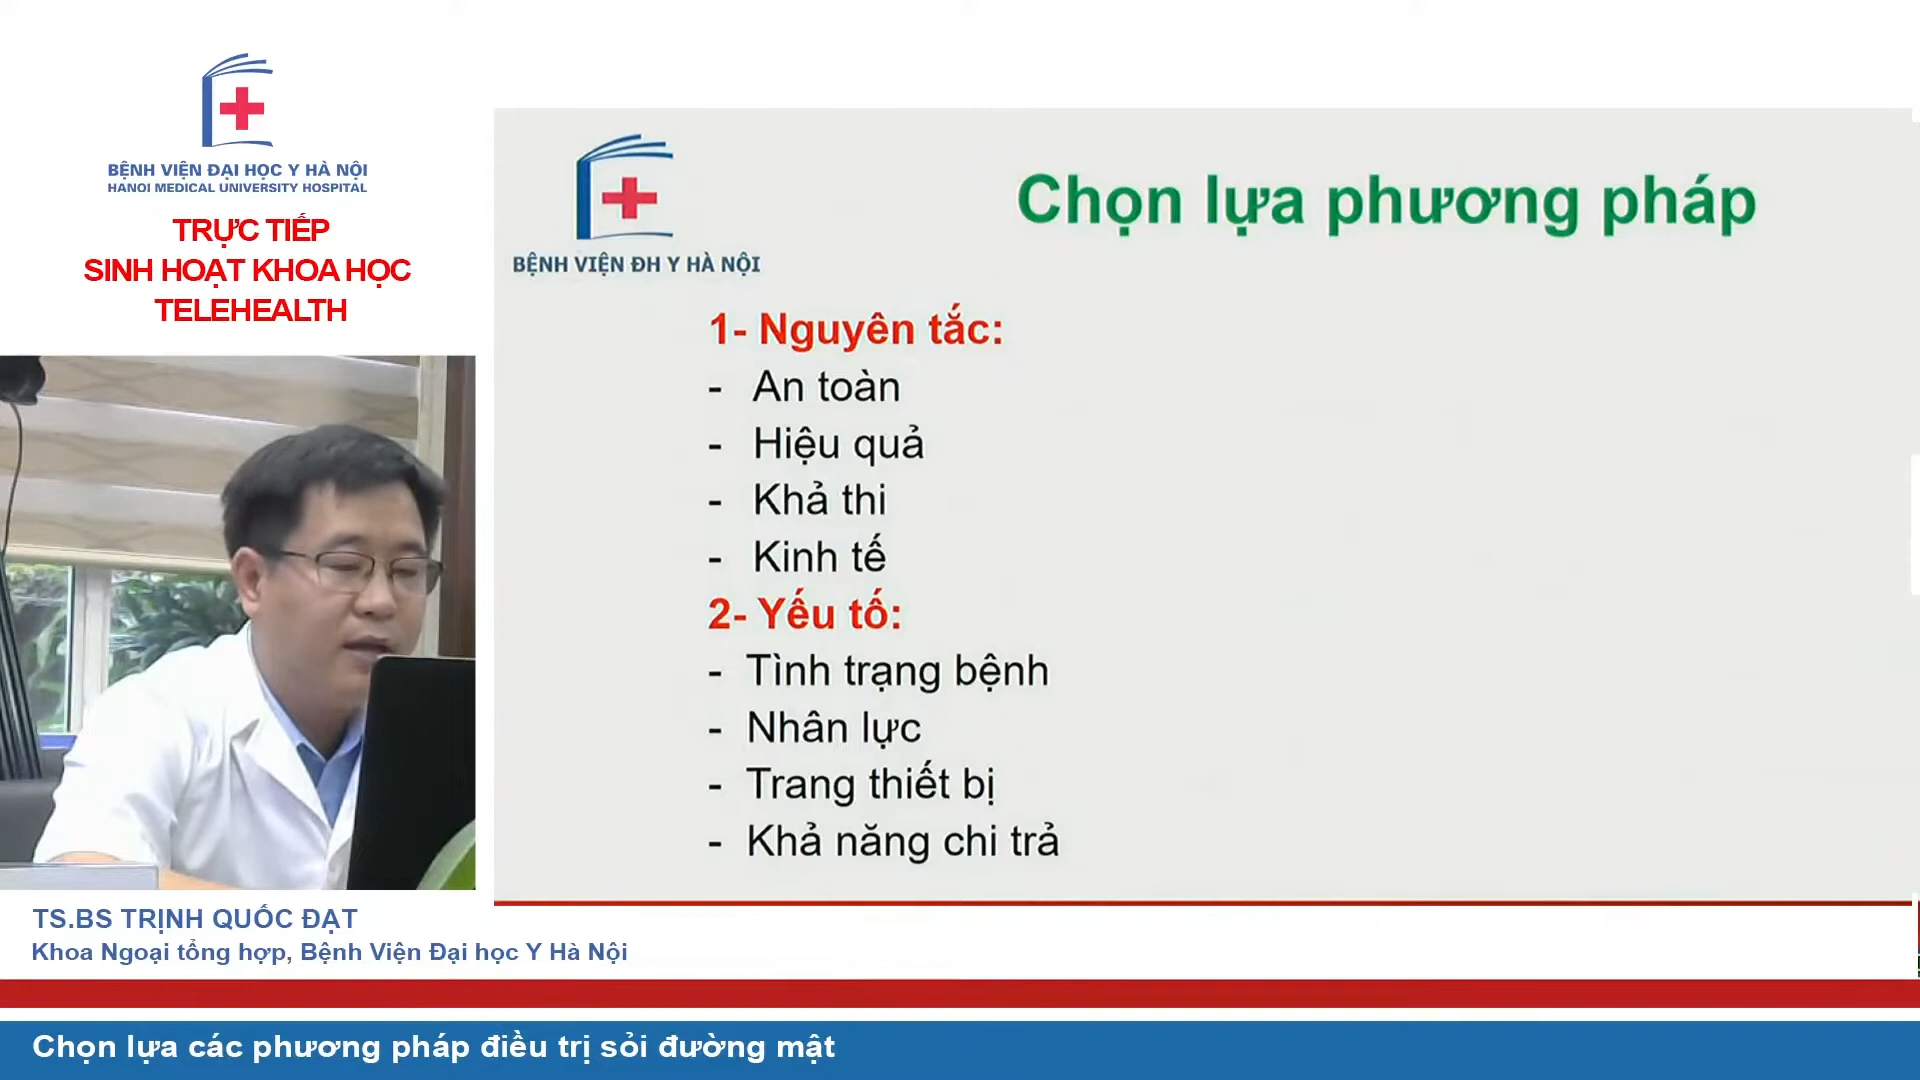 BỆNH VIỆN ĐẠI HỌC Y HÀ NỘI
HANOI MEDICAL UNIVERSITY HOSPITAL
TRỰC TIẾP
SINH HOẠT KHOA HỌC
TELEHEALTH
BỆNH VIỆN ĐH Y HÀ NỘI
Chọn lựa phương pháp
1- Nguyên tắc:
- An toàn
- Hiệu quả
- Khả thi
- Kinh tế
2- Yếu tố:
- Tình trạng bệnh
- Nhân lực
- Trang thiết bị
- Khả năng chi trả
TS.BS TRỊNH QUỐC ĐẠT
Khoa Ngoại tổng hợp, Bệnh Viện Đại học Y Hà Nội
Chọn lựa các phương pháp điều trị sỏi đường mật